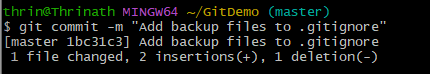 thrin@Thrinath MINGW64 ~/GitDemo (master)
$ git commit -m "Add backup files to .gitignore"
[master 1bc31c3] Add backup files to .gitignore
 1 file changed, 2 insertions(+), 1 deletion(-)